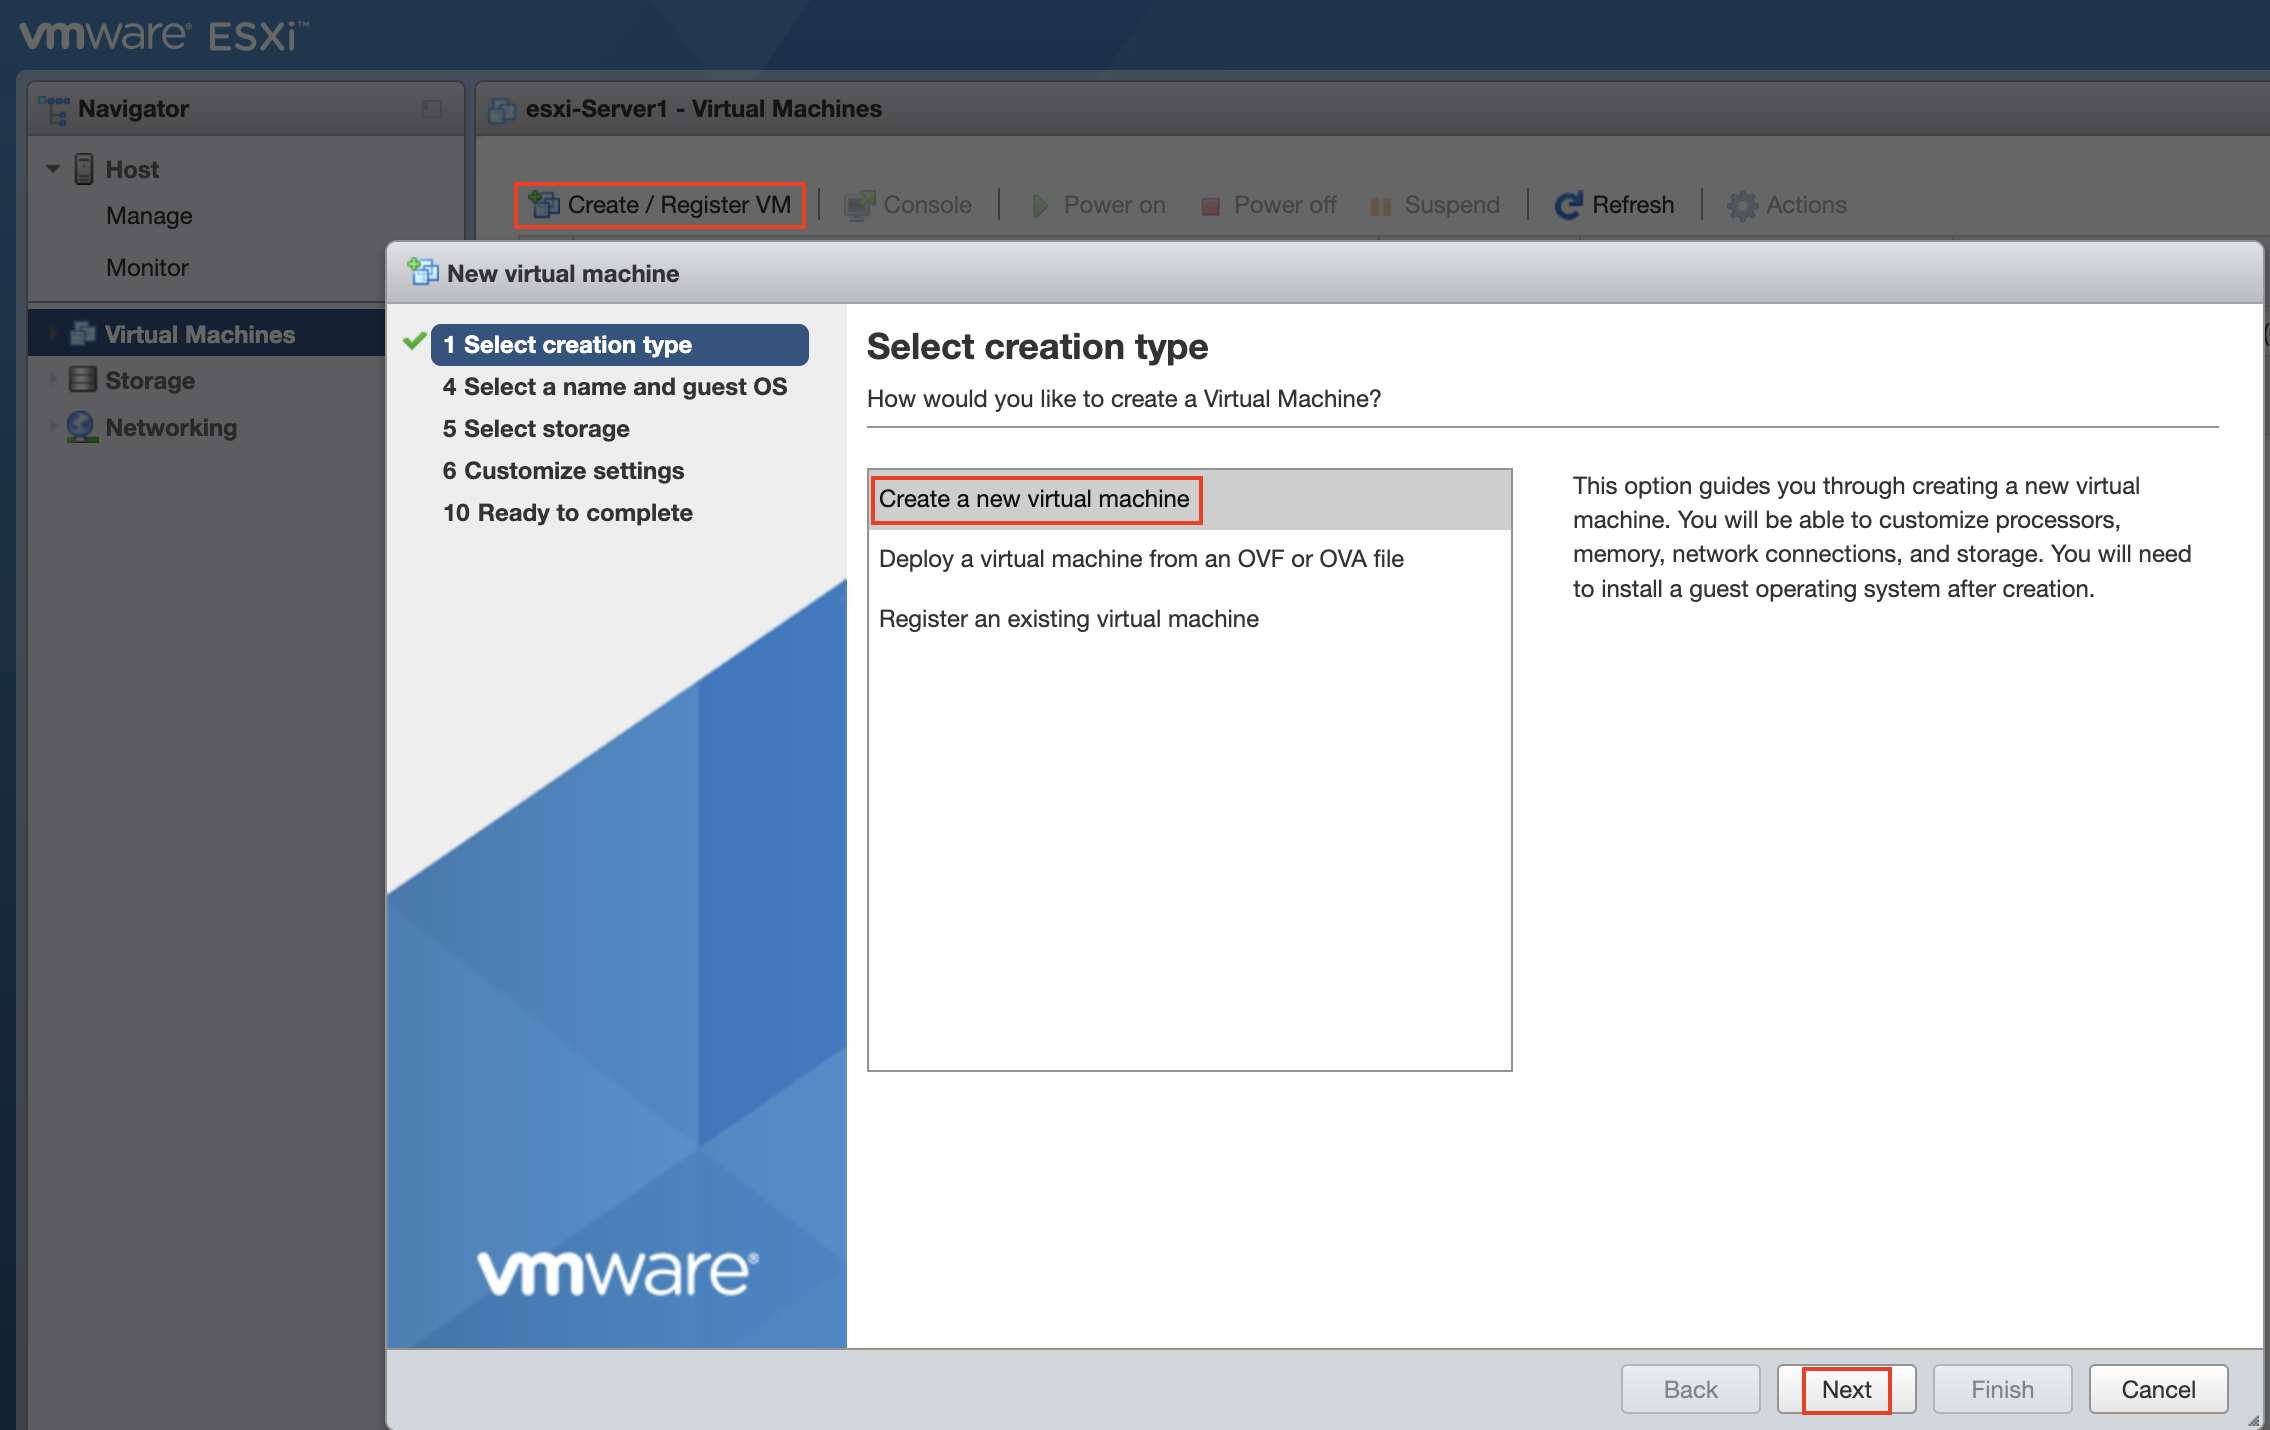 vmware® ESXi™
Navigator
esxi-Server1 - Virtual Machines
Host
Manage
Monitor
Virtual Machines
Storage
Networking
Create / Register VM
Console
Power on
Power off
Suspend
Refresh
Actions
New virtual machine
1 Select creation type
4 Select a name and guest OS
5 Select storage
6 Customize settings
10 Ready to complete
vmware®
Select creation type
How would you like to create a Virtual Machine?
Create a new virtual machine
Deploy a virtual machine from an OVF or OVA file
Register an existing virtual machine
This option guides you through creating a new virtual
machine. You will be able to customize processors,
memory, network connections, and storage. You will need
to install a guest operating system after creation.
Back
Next
Finish
Cancel